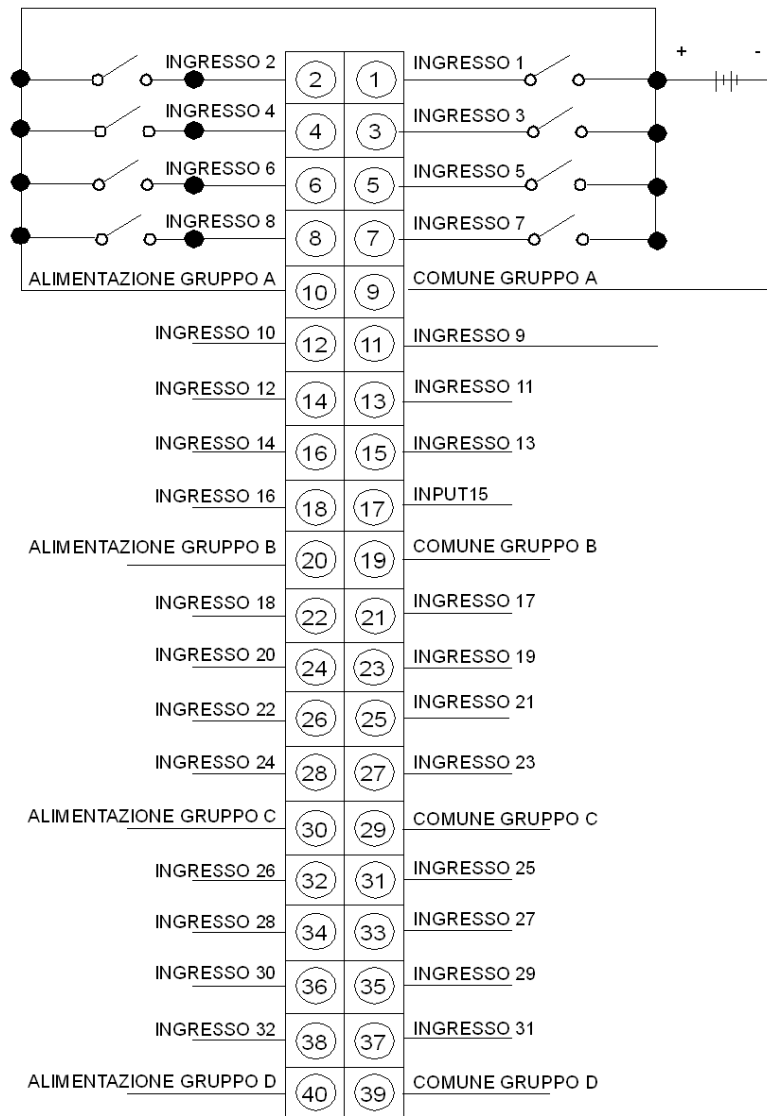 + -
INGRESSO 2 2 1 INGRESSO 1
INGRESSO 4 4 3 INGRESSO 3
INGRESSO 6 6 5 INGRESSO 5
INGRESSO 8 8 7 INGRESSO 7
ALIMENTAZIONE GRUPPO A 10 9 COMUNE GRUPPO A
INGRESSO 10 12 11 INGRESSO 9
INGRESSO 12 14 13 INGRESSO 11
INGRESSO 14 16 15 INGRESSO 13
INGRESSO 16 18 17 INPUT15
ALIMENTAZIONE GRUPPO B 20 19 COMUNE GRUPPO B
INGRESSO 18 22 21 INGRESSO 17
INGRESSO 20 24 23 INGRESSO 19
INGRESSO 22 26 25 INGRESSO 21
INGRESSO 24 28 27 INGRESSO 23
ALIMENTAZIONE GRUPPO C 30 29 COMUNE GRUPPO C
INGRESSO 26 32 31 INGRESSO 25
INGRESSO 28 34 33 INGRESSO 27
INGRESSO 30 36 35 INGRESSO 29
INGRESSO 32 38 37 INGRESSO 31
ALIMENTAZIONE GRUPPO D 40 39 COMUNE GRUPPO D